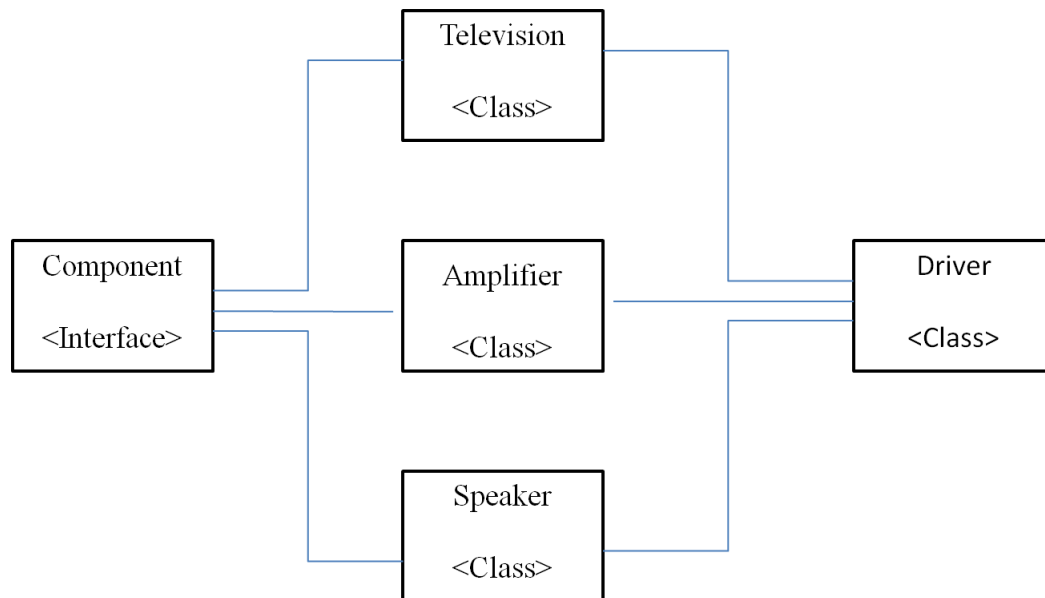 Television
<Class>
Component
<Interface>
Amplifier
<Class>
Driver
<Class>
Speaker
<Class>